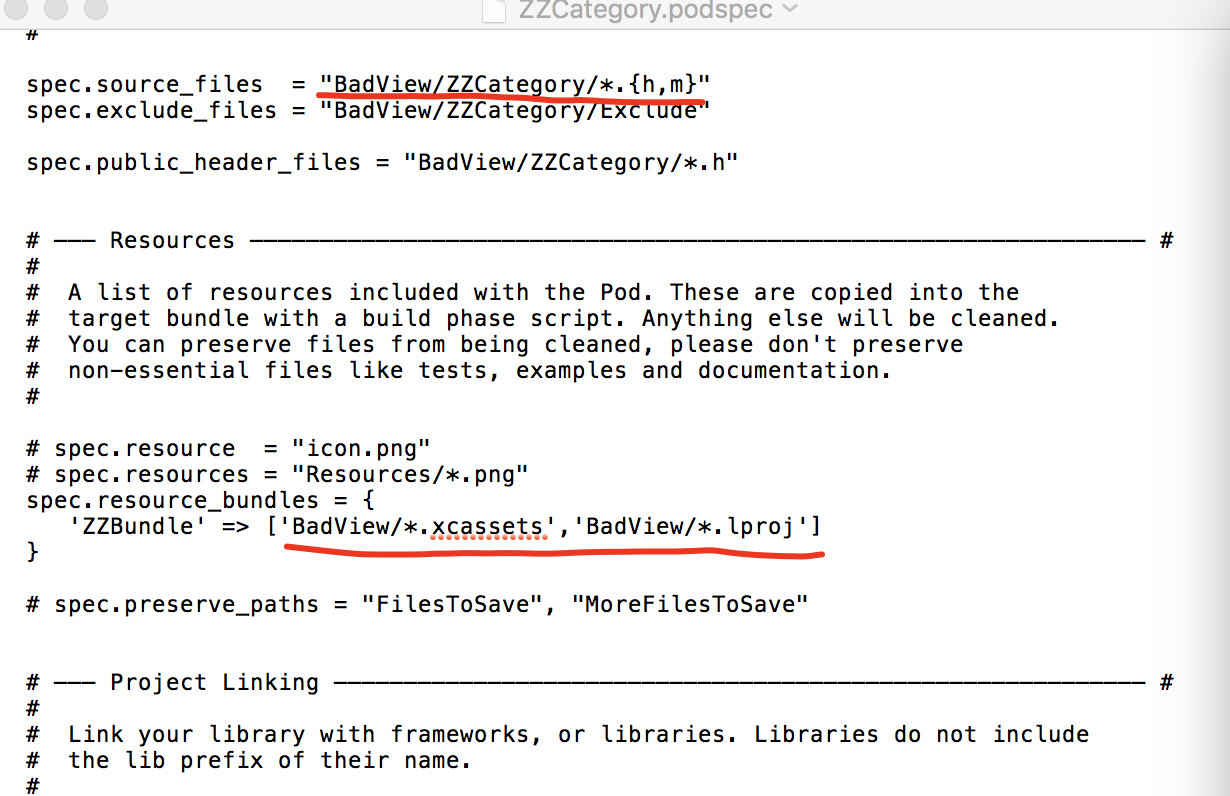 ZZCategory.podspec
#
spec.source_files  = "BadView/ZZCategory/*.{h,m}"
spec.exclude_files = "BadView/ZZCategory/Exclude"
spec.public_header_files = "BadView/ZZCategory/*.h"
# ――― Resources ―――――――――――――――――――――――――――――――――――――――――――――――――――――――――――――――― #
#
#  A list of resources included with the Pod. These are copied into the
#  target bundle with a build phase script. Anything else will be cleaned.
#  You can preserve files from being cleaned, please don't preserve
#  non-essential files like tests, examples and documentation.
#
# spec.resource  = "icon.png"
# spec.resources = "Resources/*.png"
spec.resource_bundles = {
   'ZZBundle' => ['BadView/*.xcassets','BadView/*.lproj']
}
# spec.preserve_paths = "FilesToSave", "MoreFilesToSave"
# ――― Project Linking ―――――――――――――――――――――――――――――――――――――――――――――――――――――――――― #
#
#  Link your library with frameworks, or libraries. Libraries do not include
#  the lib prefix of their name.
#